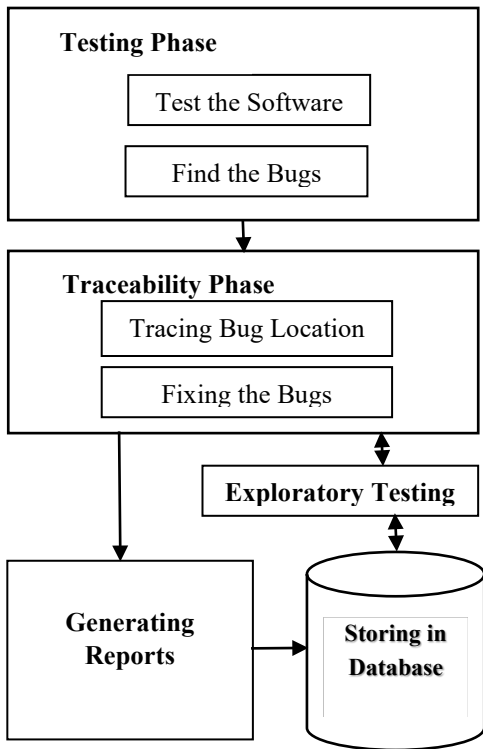 Testing Phase
Test the Software
Find the Bugs
Traceability Phase
Tracing Bug Location
Fixing the Bugs
Exploratory Testing
Generating
Reports
Storing in
Database